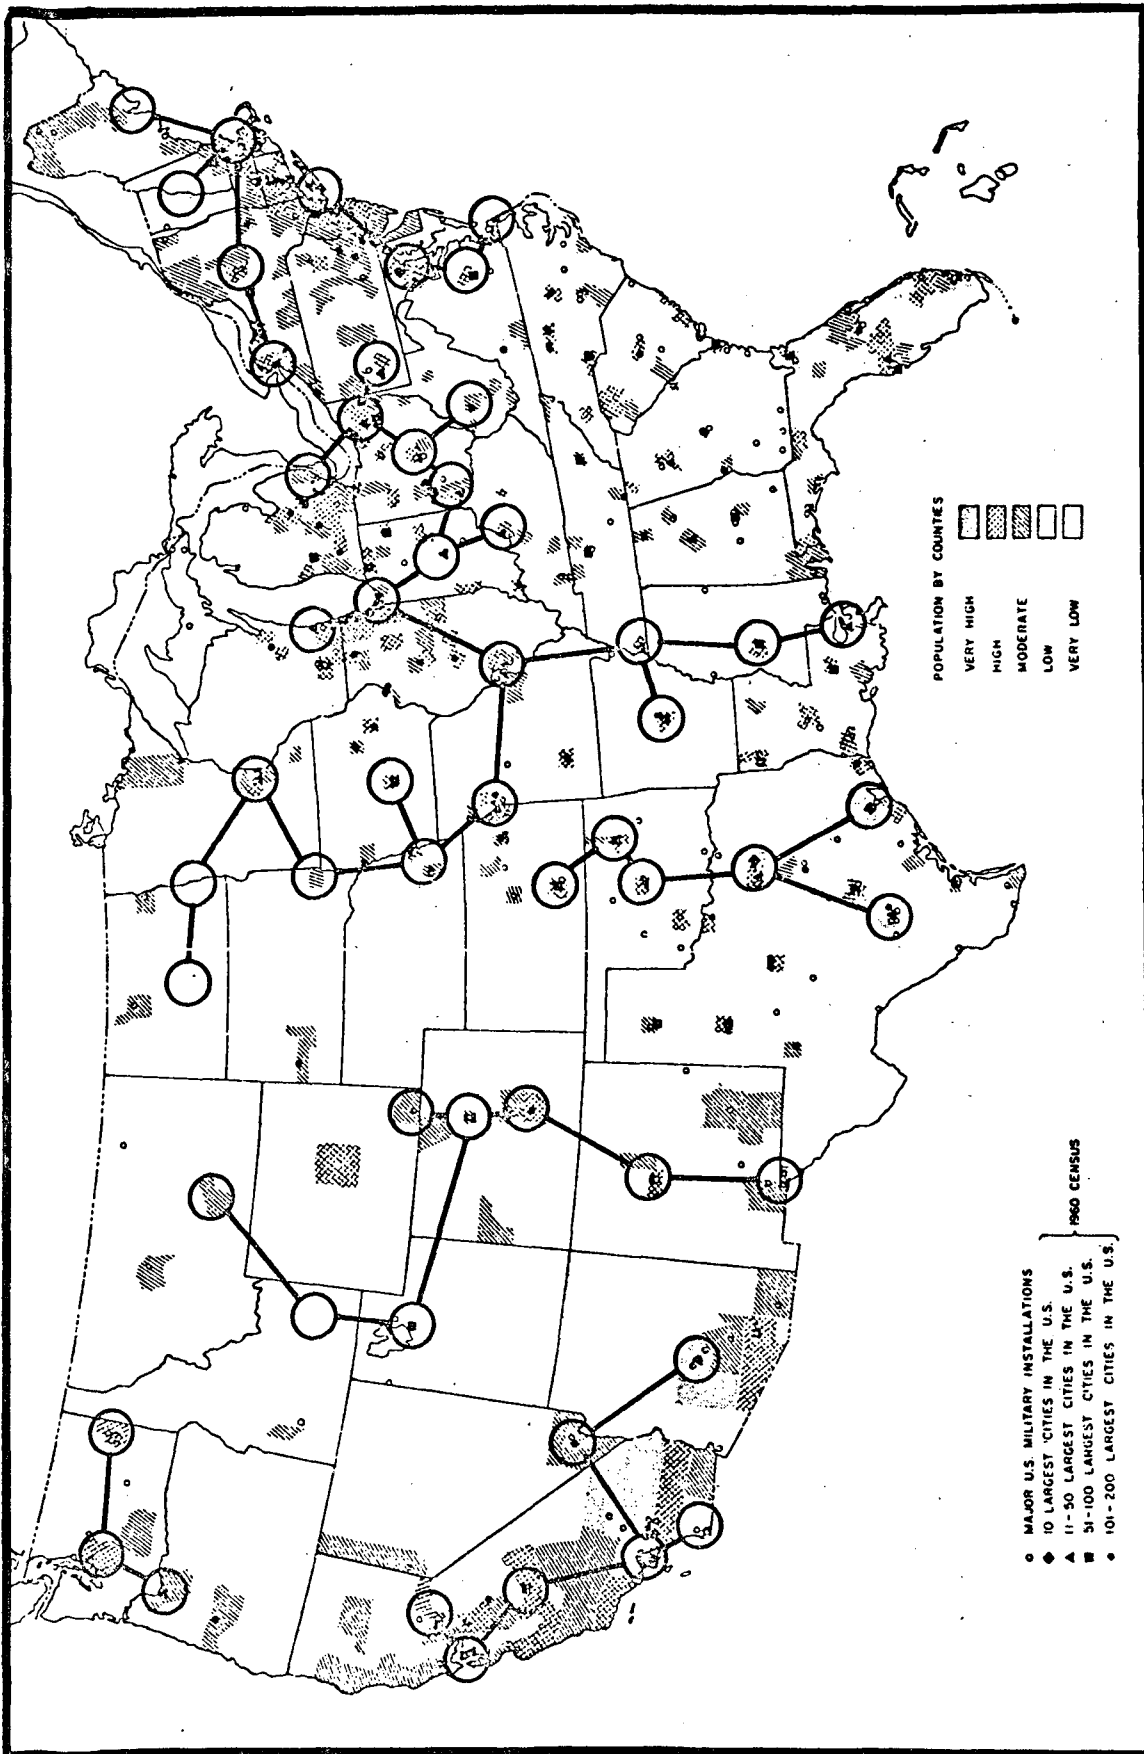 POPULATION BY COUNTIES
VERY HIGH
HIGH
MODERATE
LOW
VERY LOW
MAJOR U.S. MILITARY INSTALLATIONS
10 LARGEST CITIES IN THE U.S.
11-50 LARGEST CITIES IN THE U.S.
51-100 LARGEST CITIES IN THE U.S.
101-200 LARGEST CITIES IN THE U.S.
1960 CENSUS